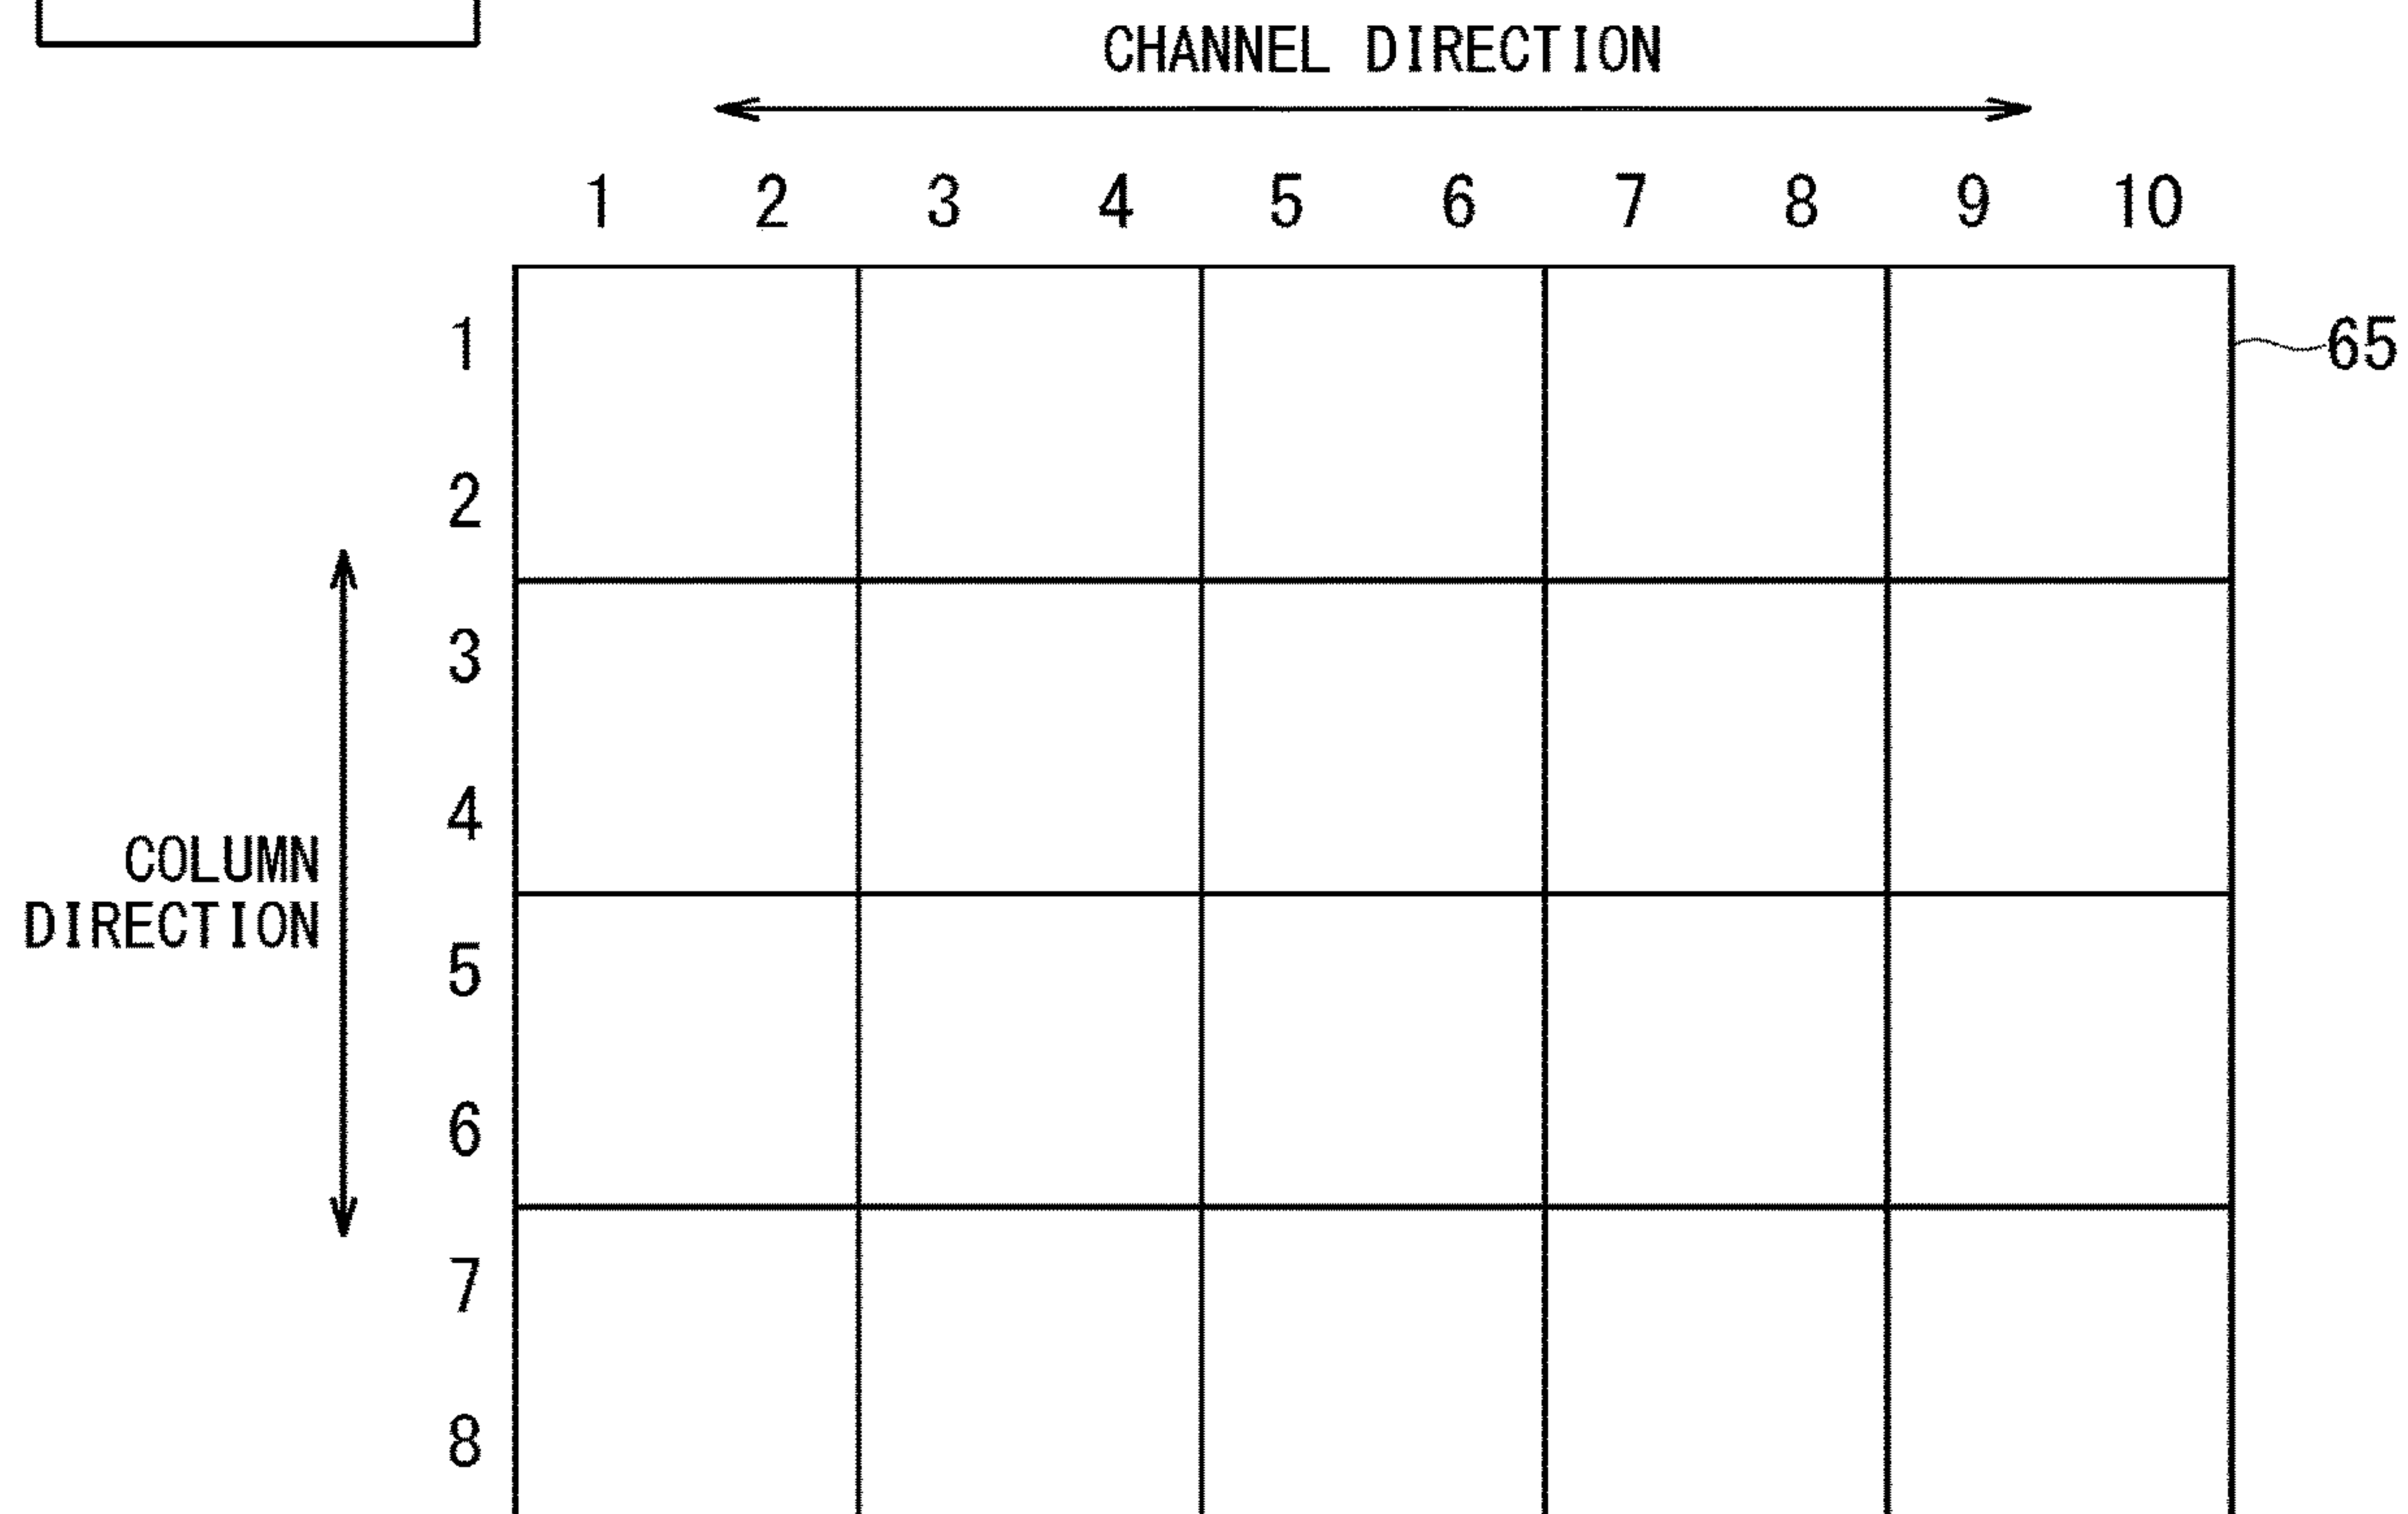 CHANNEL DIRECTION
1 2 3 4 5 6 7 8 9 10
1
65
2
3
4
COLUMN
DIRECTION
5
6
7
8